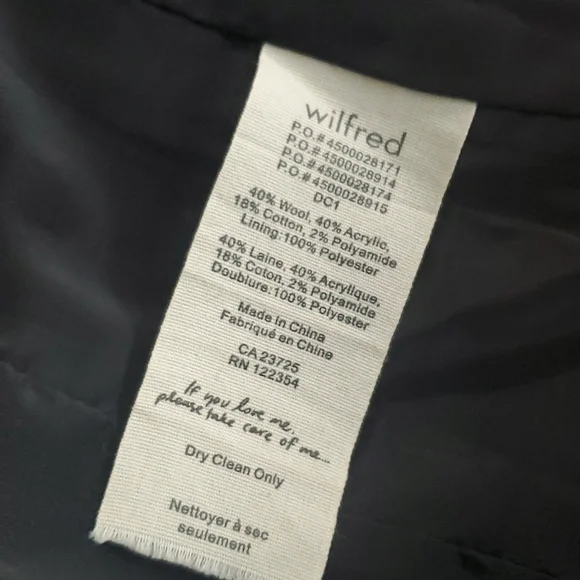 wilfred
P.O.# 4500028171
P.O.# 4500028914
P.O.# 4500028174
P.O.# 4500028915
DC1
40% Wool, 40% Acrylic,
18% Cotton, 2% Polyamide
Lining:100% Polyester
40% Laine, 40% Acrylique,
18% Coton, 2% Polyamide
Doublure:100% Polyester
Made in China
Fabriqué en Chine
CA 23725
RN 122354
If you love me,
please take care of me...
Dry Clean Only
Nettoyer à sec
seulement